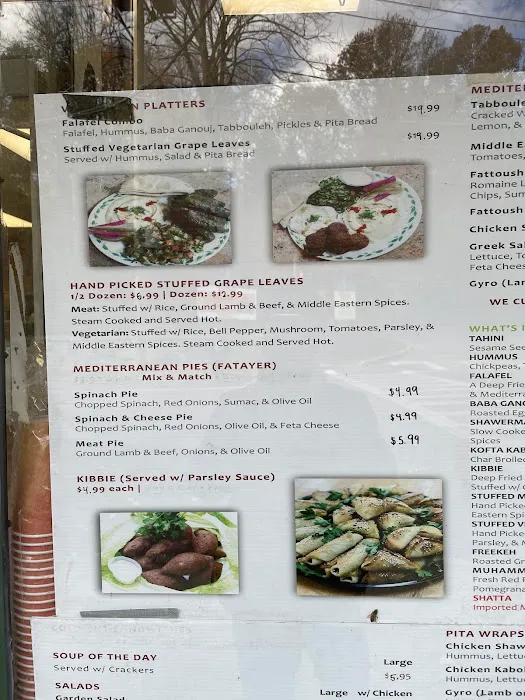 PLATTERS
Falafel Combo $19.99
Falafel, Hummus, Baba Ganouj, Tabbouleh, Pickles & Pita Bread
Stuffed Vegetarian Grape Leaves $19.99
Served w/ Hummus, Salad & Pita Bread
HAND PICKED STUFFED GRAPE LEAVES
1/2 Dozen: $6.99 | Dozen: $12.99
Meat: Stuffed w/ Rice, Ground Lamb & Beef, & Middle Eastern Spices.
Steam Cooked and Served Hot.
Vegetarian: Stuffed w/ Rice, Bell Pepper, Mushroom, Tomatoes, Parsley, &
Middle Eastern Spices. Steam Cooked and Served Hot.
MEDITERRANEAN PIES (FATAYER)
Mix & Match
Spinach Pie $4.99
Chopped Spinach, Red Onions, Sumac, & Olive Oil
Spinach & Cheese Pie $4.99
Chopped Spinach, Red Onions, Olive Oil, & Feta Cheese
Meat Pie $5.99
Ground Lamb & Beef, Onions, & Olive Oil
KIBBIE (Served w/ Parsley Sauce)
$4.99 each |
SOUP OF THE DAY Large
Served w/ Crackers $6.95
SALADS Large w/ Chicken
Garden Salad
MEDITE
Tabboul
Cracked W
Lemon, &
Middle E
Tomatoes,
Fattoush
Romaine L
Chips, Sum
Fattoush
Chicken S
Greek Sal
Lettuce, To
Feta Chees
Gyro (Lar
WE CU
WHAT'S I
TAHINI
Sesame See
HUMMUS
Chickpeas, T
FALAFEL
A Deep Frie
& Mediterra
BABA GANO
Roasted Eg
SHAWERMA
Slow Cooke
Spices
KOFTA KAB
Char Broiled
KIBBIE
Deep Fried
Stuffed w/ G
STUFFED M
Hand Picke
Eastern Spi
STUFFED V
Hand Picke
Parsley, & M
FREEKEH
Roasted Gr
MUHAMM
Fresh Red P
Pomegrana
SHATTA
Imported M
PITA WRAPS
Chicken Shaw
Hummus, Lettu
Chicken Kabo
Hummus, Lettu
Gyro (Lambo